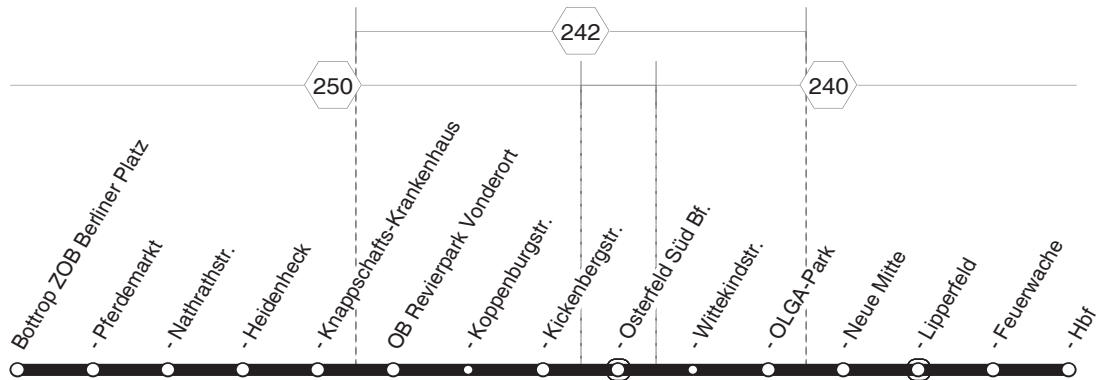 242
250
240
Bottrop ZOB Berliner Platz
- Pferdemarkt
- Nathrathstr.
- Heidenheck
- Knappschafts-Krankenhaus
OB Revierpark Vonderort
- Koppenburgstr.
- Kickenbergstr.
- Osterfeld Süd Bf.
- Wittekindstr.
- OLGA-Park
- Neue Mitte
- Lipperfeld
- Feuerwache
- Hbf